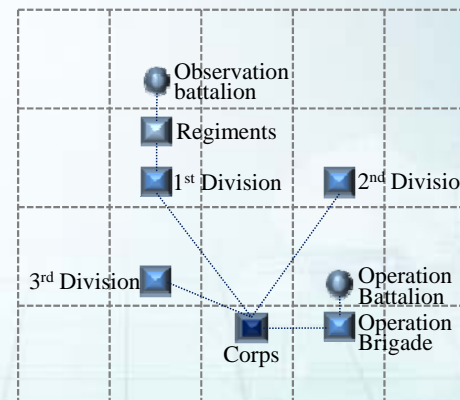 Observation
battalion
Regiments
1st Division
2nd Divisio
3rd Division
Operation
Battalion
Operation
Brigade
Corps